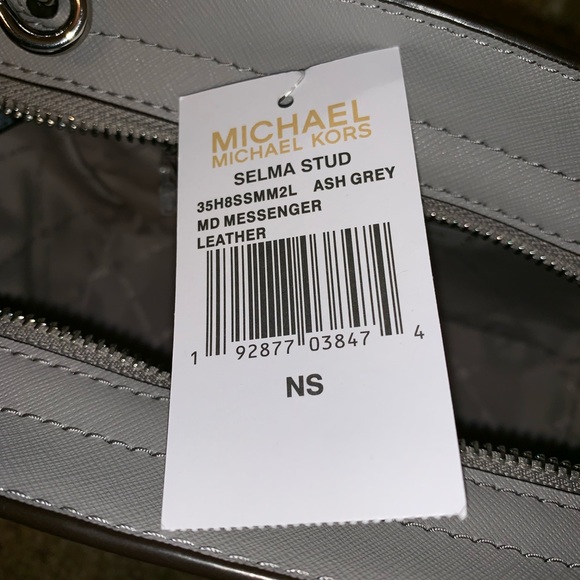 MICHAEL
MICHAEL KORS
SELMA STUD
35H8SSMM2L ASH GREY
MD MESSENGER
LEATHER
1 92877 03847 4
NS